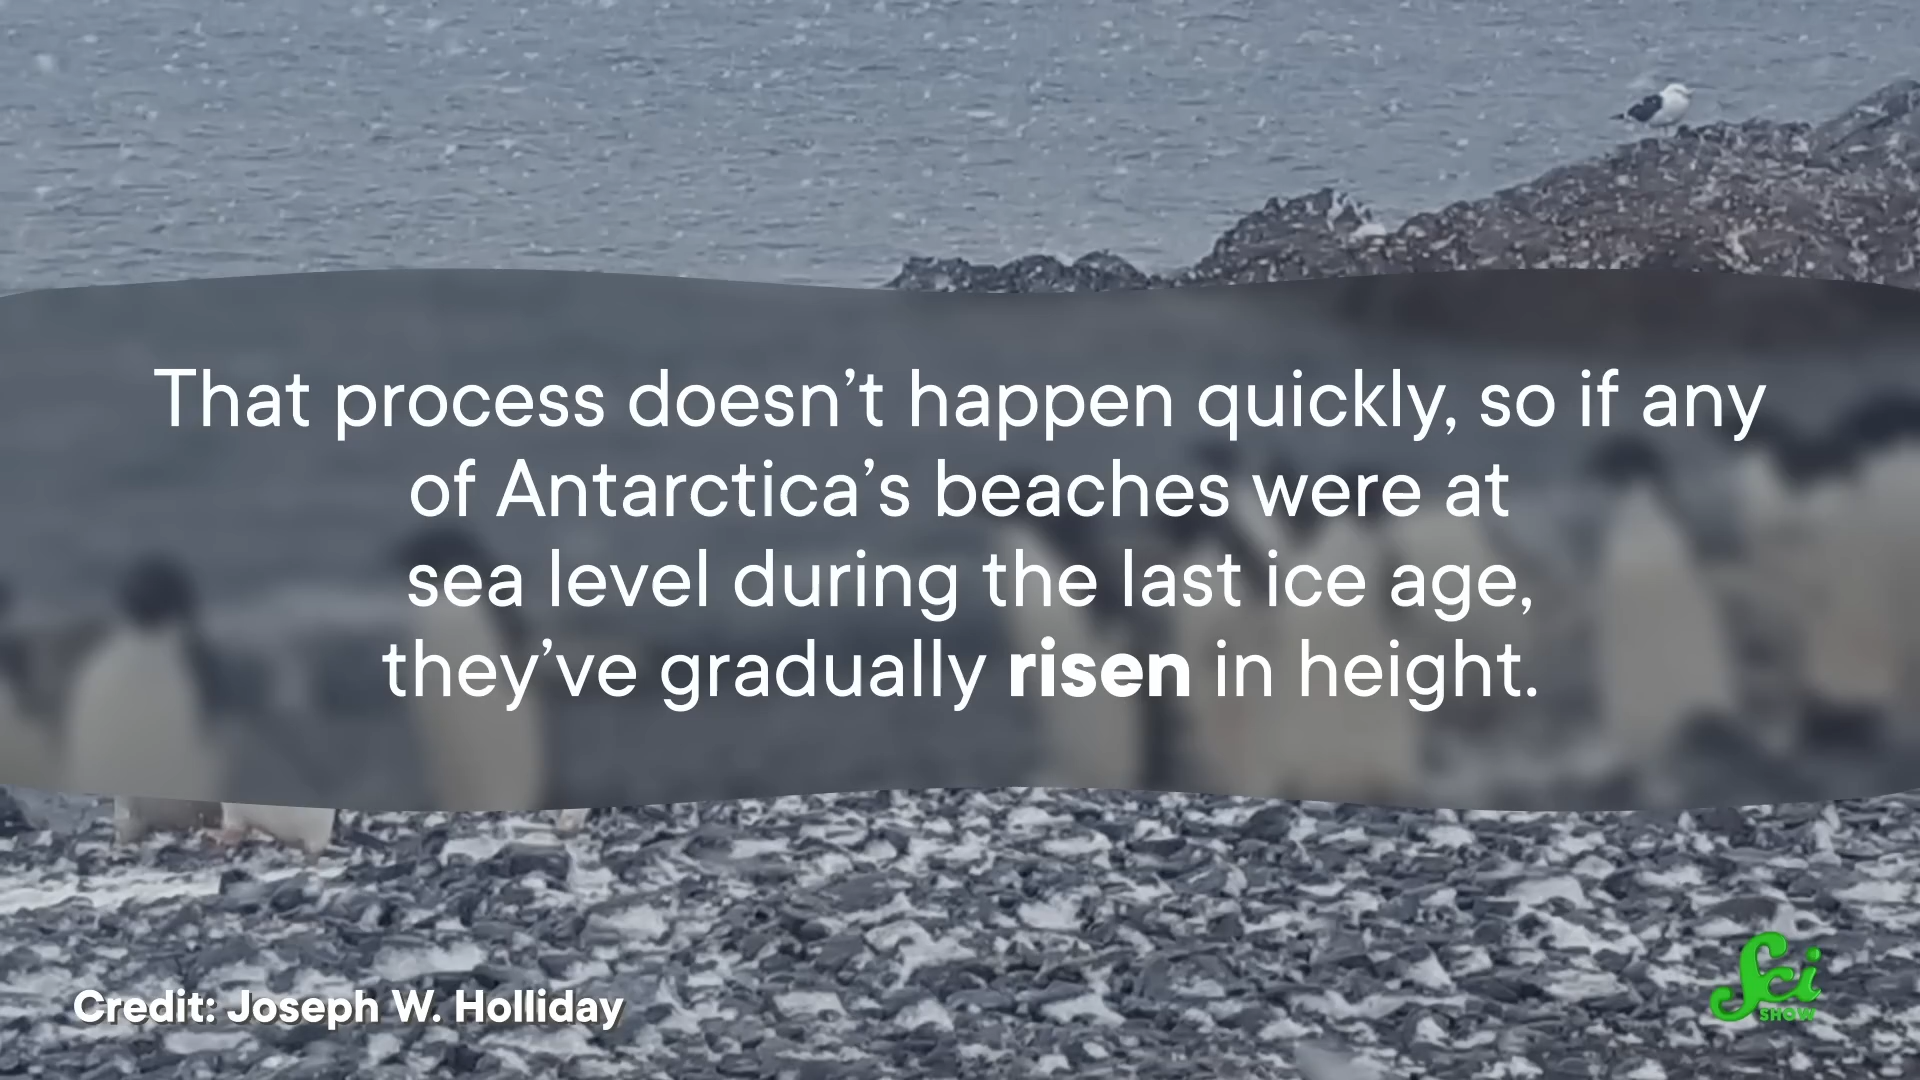 That process doesn’t happen quickly, so if any
of Antarctica’s beaches were at
sea level during the last ice age,
they’ve gradually risen in height.
Credit: Joseph W. Holliday
Sci
SHOW